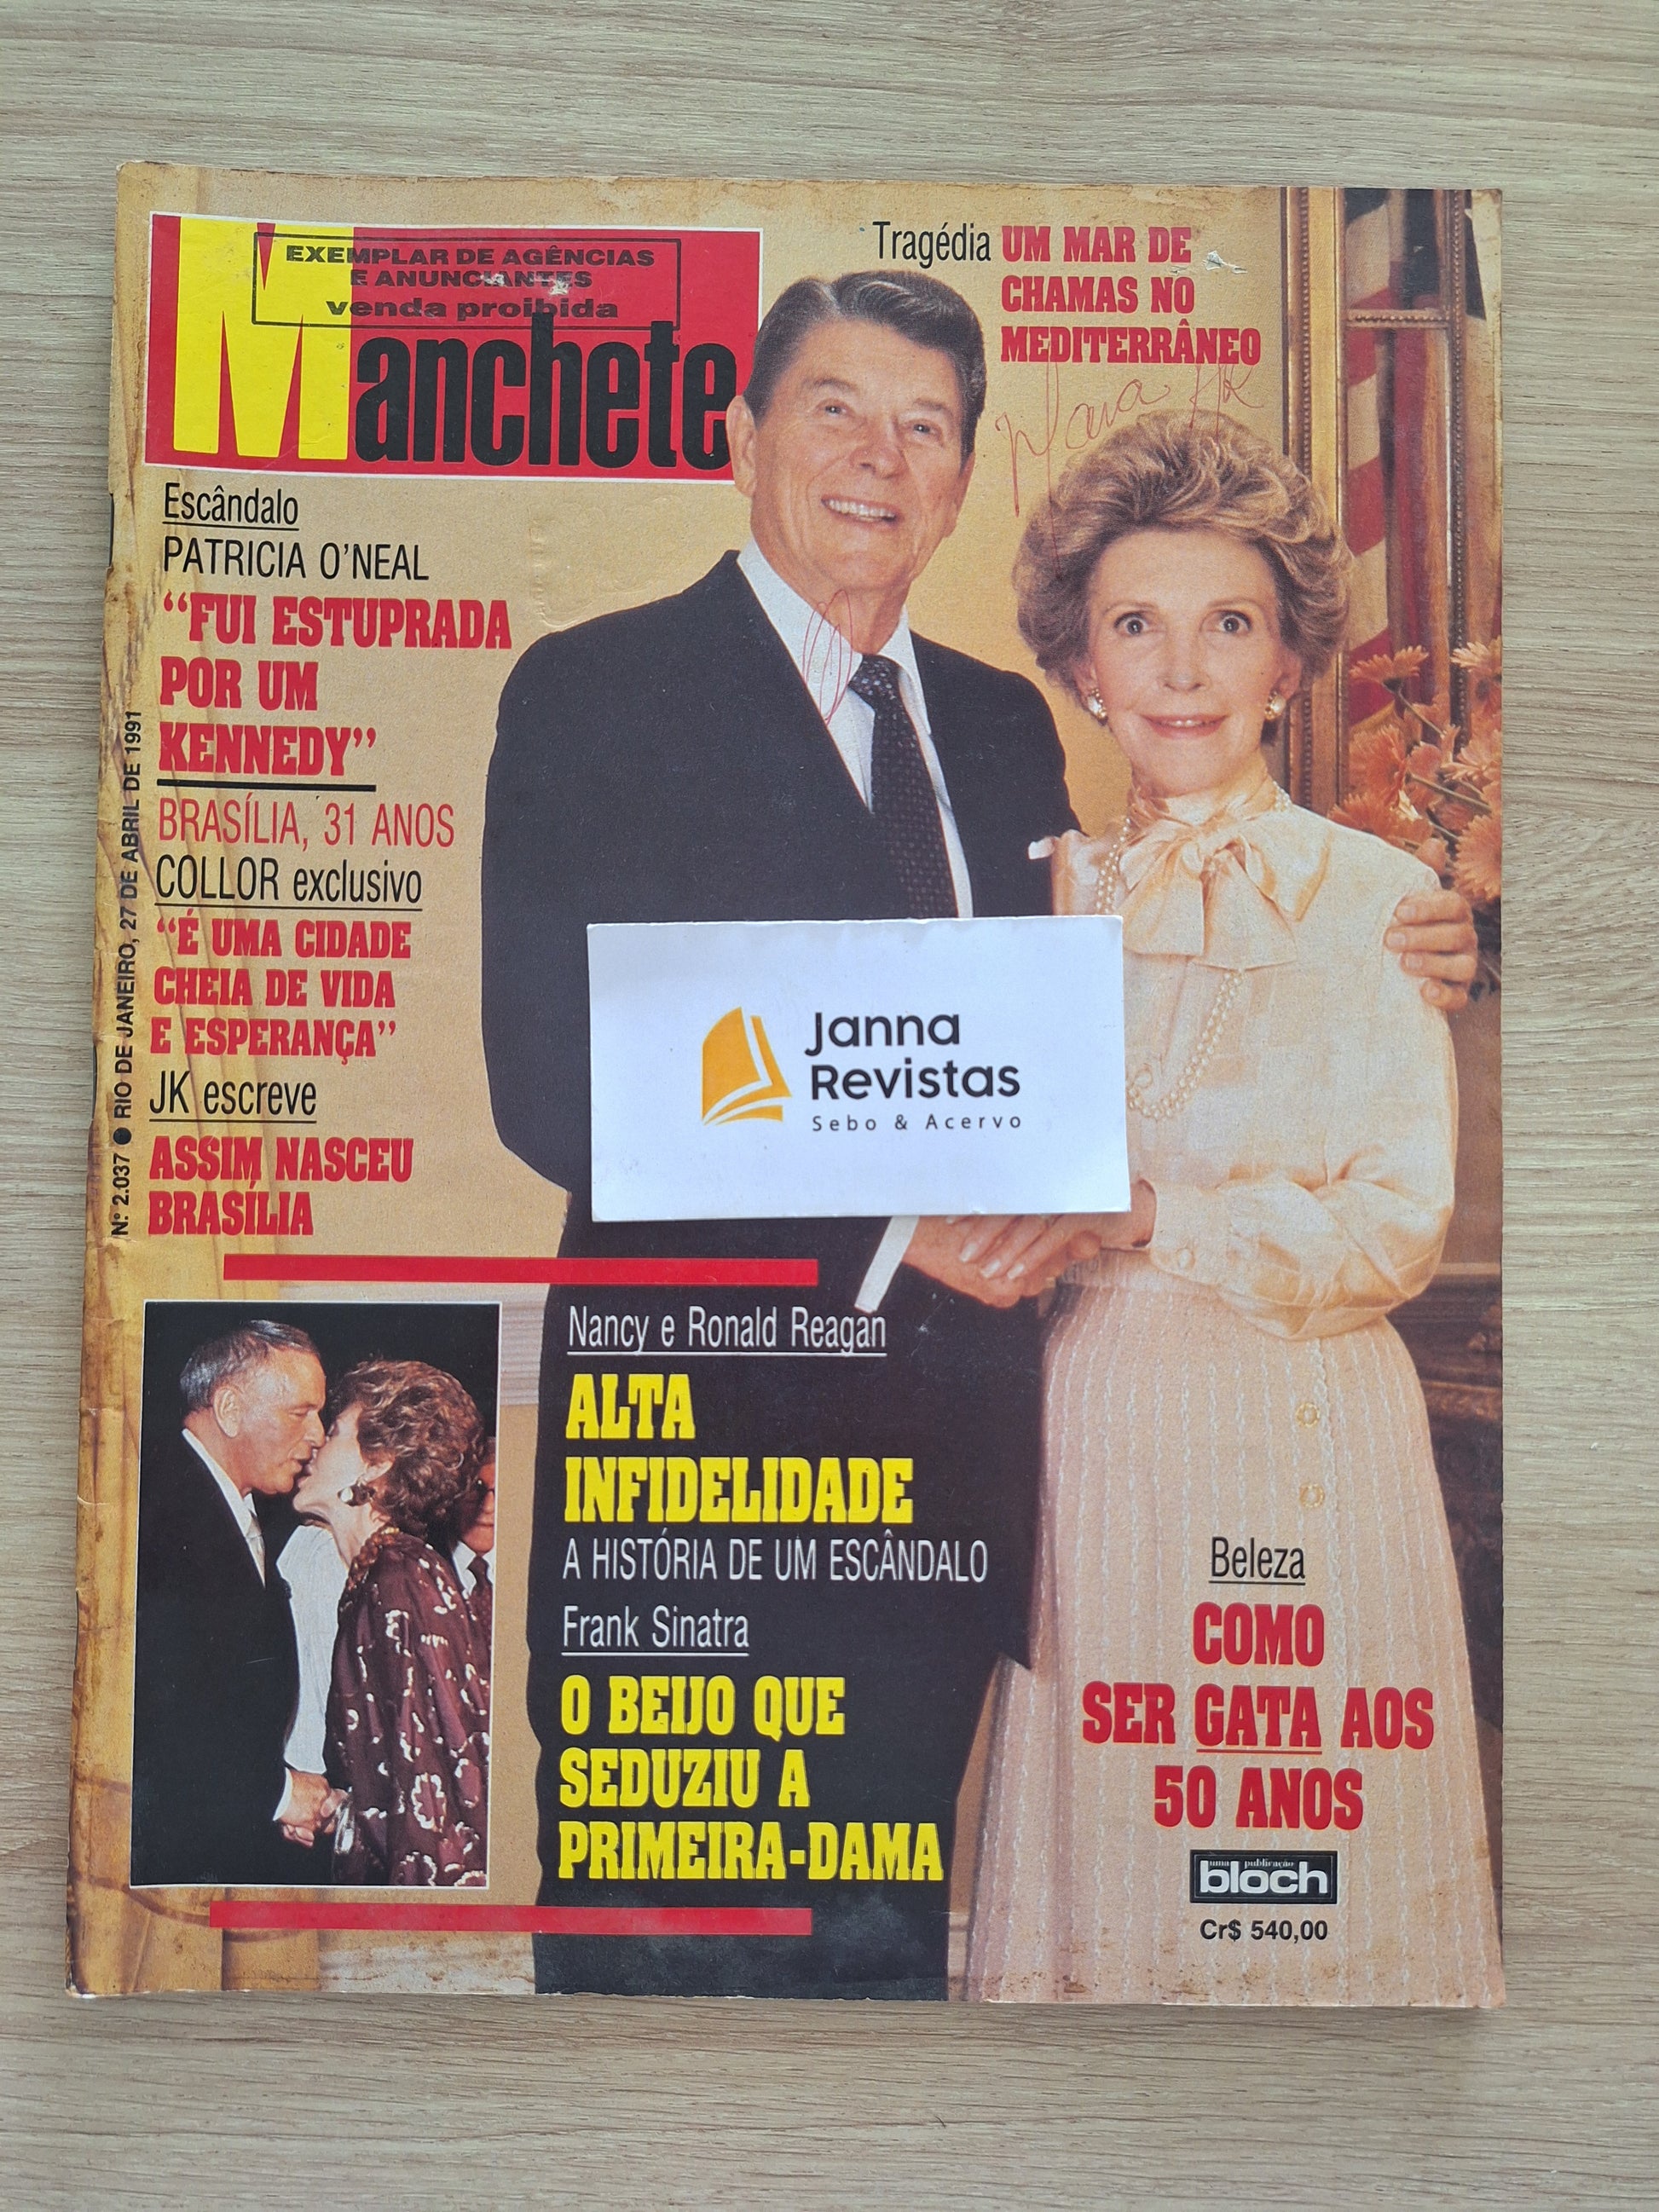 EXEMPLAR DE AGÊNCIAS
E ANUNCIANTES
venda proibida
Manchete
Tragédia UM MAR DE
CHAMAS NO
MEDITERRÂNEO
Escândalo
PATRICIA O'NEAL
“FUI ESTUPRADA
POR UM
KENNEDY”
BRASÍLIA, 31 ANOS
COLLOR exclusivo
“É UMA CIDADE
CHEIA DE VIDA
E ESPERANÇA”
JK escreve
ASSIM NASCEU
BRASÍLIA
N.º 2.037 ● RIO DE JANEIRO, 27 DE ABRIL DE 1991
Janna
Revistas
Sebo & Acervo
Nancy e Ronald Reagan
ALTA
INFIDELIDADE
A HISTÓRIA DE UM ESCÂNDALO
Frank Sinatra
O BEIJO QUE
SEDUZIU A
PRIMEIRA-DAMA
Beleza
COMO
SER GATA AOS
50 ANOS
uma publicação
bloch
Cr$ 540,00